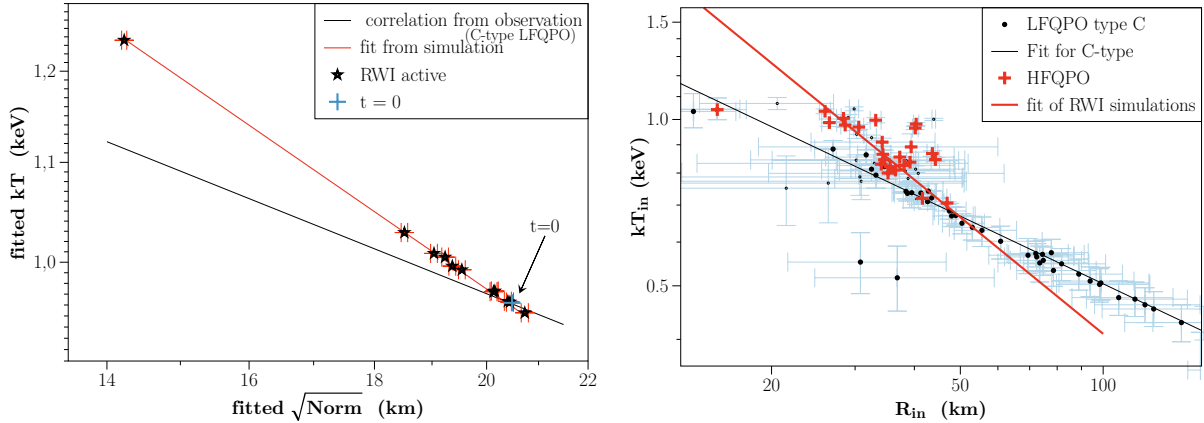 correlation from observation
(C-type LFQPO)
fit from simulation
RWI active
t = 0
1,2
1,1
1,0
fitted kT (keV)
t=0
14
16
18
20
22
fitted √Norm (km)
LFQPO type C
Fit for C-type
HFQPO
fit of RWI simulations
1.5
1.0
0.5
kT_in (keV)
20
50
100
R_in (km)